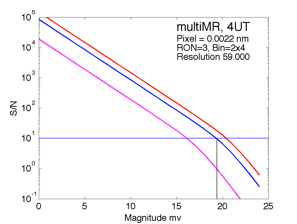 multiMR, 4UT
Pixel = 0.0022 nm
RON=3, Bin=2x4
Resolution 59.000
S/N
10^5
10^4
10^3
10^2
10^1
10^0
10^-1
0 5 10 15 20 25
Magnitude mv